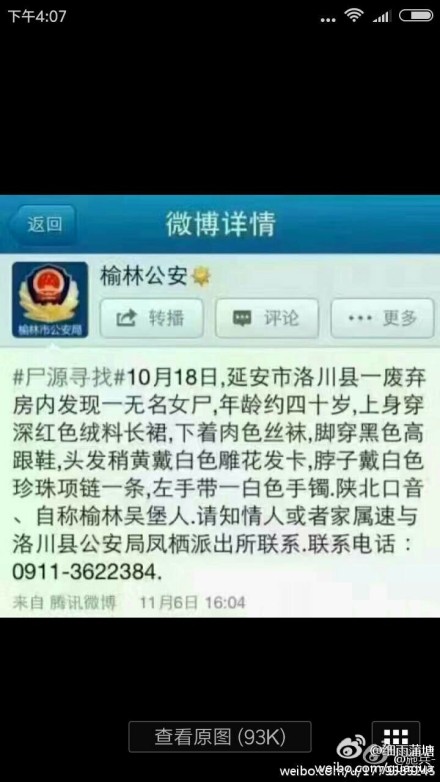 下午4:07
返回
微博详情
榆林公安
转播
评论
更多
榆林市公安局
#尸源寻找#10月18日,延安市洛川县一废弃
房内发现一无名女尸,年龄约四十岁,上身穿
深红色绒料长裙,下着肉色丝袜,脚穿黑色高
跟鞋,头发稍黄戴白色雕花发卡,脖子戴白色
珍珠项链一条,左手带一白色手镯.陕北口音
、自称榆林吴堡人.请知情人或者家属速与
洛川县公安局凤栖派出所联系.联系电话：
0911-3622384.
来自 腾讯微博 11月6日 16:04
查看原图 (93K)
@细雨蒲塘